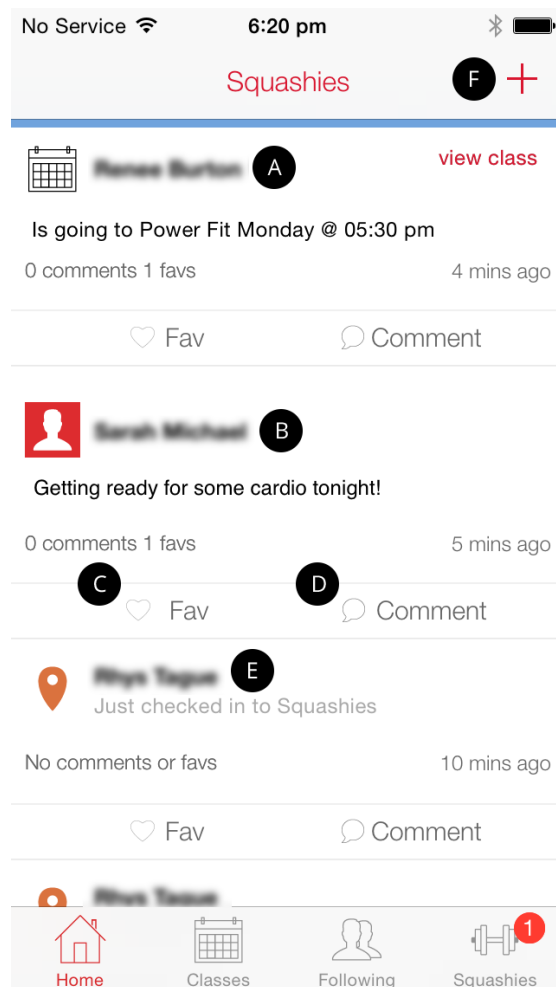 No Service 6:20 pm
Squashies F +
A view class
Is going to Power Fit Monday @ 05:30 pm
0 comments 1 favs 4 mins ago
Fav Comment
B
Getting ready for some cardio tonight!
0 comments 1 favs 5 mins ago
C D
Fav Comment
E
Just checked in to Squashies
No comments or favs 10 mins ago
Fav Comment
1
Home Classes Following Squashies